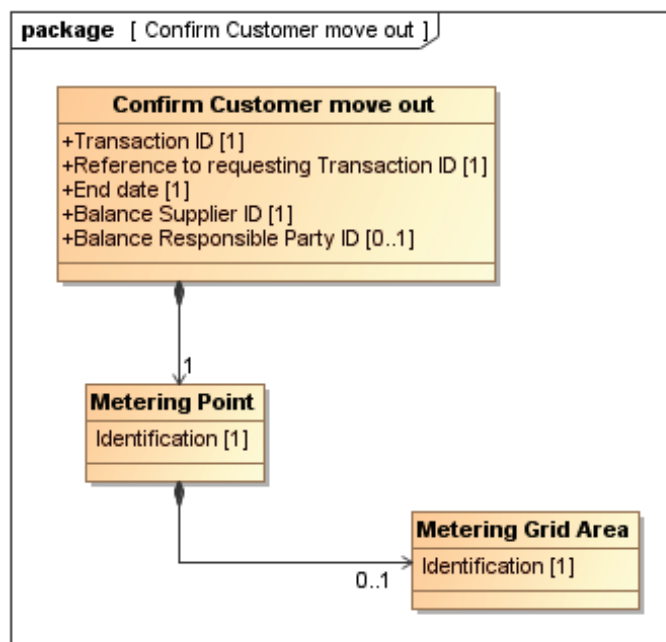 package [ Confirm Customer move out ]
Confirm Customer move out
+Transaction ID [1]
+Reference to requesting Transaction ID [1]
+End date [1]
+Balance Supplier ID [1]
+Balance Responsible Party ID [0..1]
1
Metering Point
Identification [1]
Metering Grid Area
Identification [1]
0..1